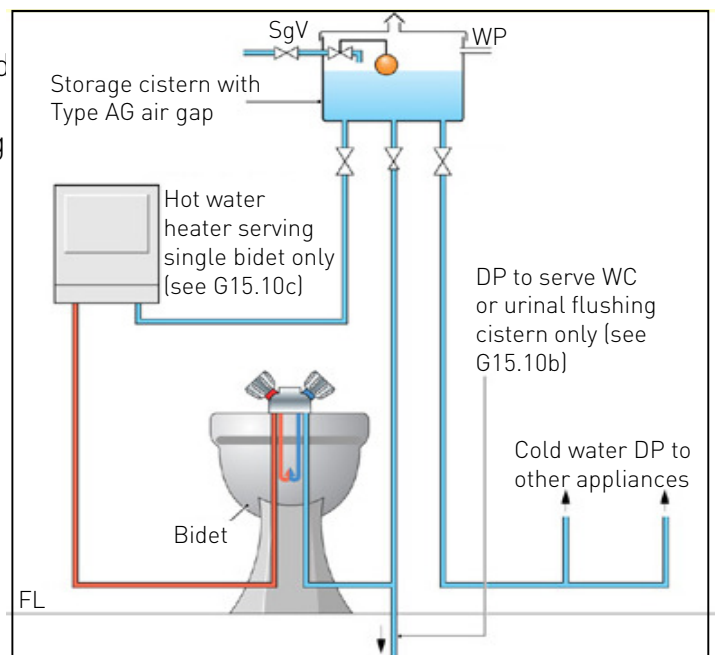 SgV
WP
d
Storage cistern with
Type AG air gap
g
Hot water
heater serving
single bidet only
(see G15.10c)
DP to serve WC
or urinal flushing
cistern only (see
G15.10b)
Cold water DP to
other appliances
Bidet
FL